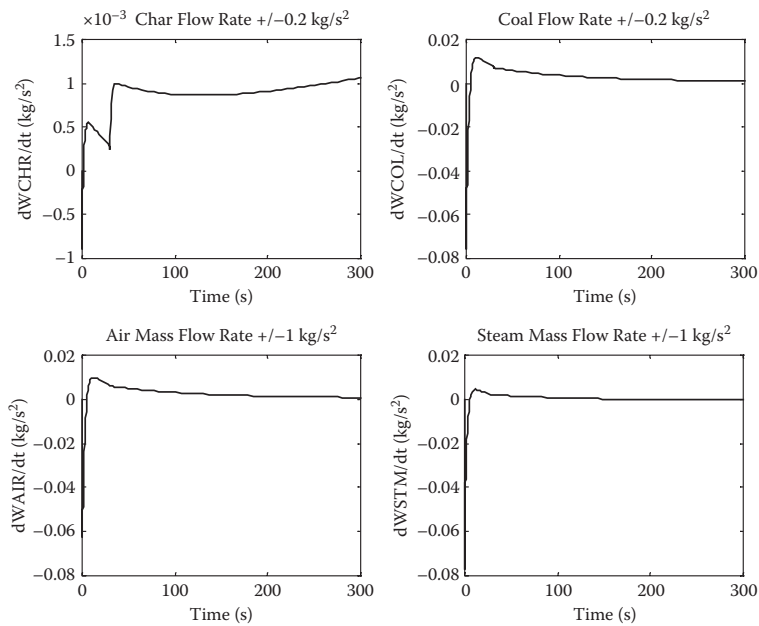 ×10−3 Char Flow Rate +/−0.2 kg/s2
1.5
1
0.5
0
−0.5
−1
dWCHR/dt (kg/s2)
0 100 200 300
Time (s)
Coal Flow Rate +/−0.2 kg/s2
0.02
0
−0.02
−0.04
−0.06
−0.08
dWCOL/dt (kg/s2)
0 100 200 300
Time (s)
Air Mass Flow Rate +/−1 kg/s2
0.02
0
−0.02
−0.04
−0.06
−0.08
dWAIR/dt (kg/s2)
0 100 200 300
Time (s)
Steam Mass Flow Rate +/−1 kg/s2
0.02
0
−0.02
−0.04
−0.06
−0.08
dWSTM/dt (kg/s2)
0 100 200 300
Time (s)